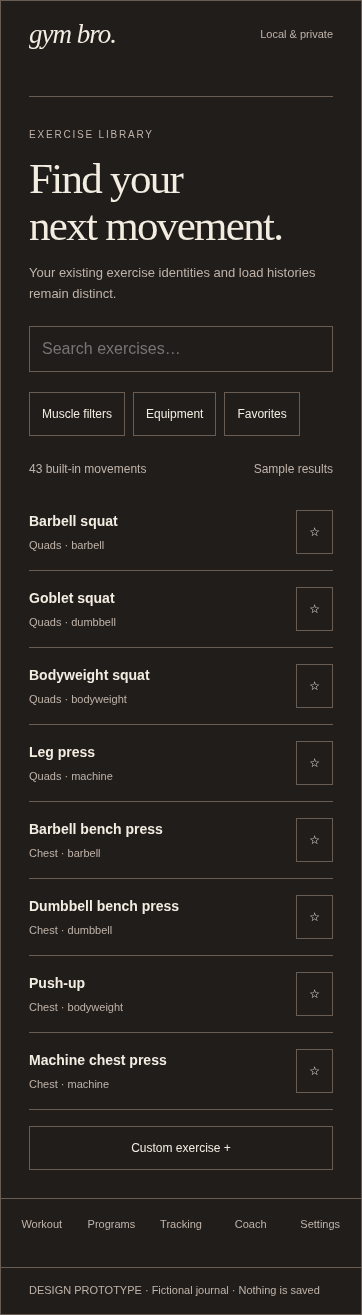 gym bro.
Local & private
EXERCISE LIBRARY
Find your
next movement.
Your existing exercise identities and load histories
remain distinct.
Search exercises…
Muscle filters
Equipment
Favorites
43 built-in movements
Sample results
Barbell squat
Quads · barbell
Goblet squat
Quads · dumbbell
Bodyweight squat
Quads · bodyweight
Leg press
Quads · machine
Barbell bench press
Chest · barbell
Dumbbell bench press
Chest · dumbbell
Push-up
Chest · bodyweight
Machine chest press
Chest · machine
Custom exercise +
Workout
Programs
Tracking
Coach
Settings
DESIGN PROTOTYPE · Fictional journal · Nothing is saved